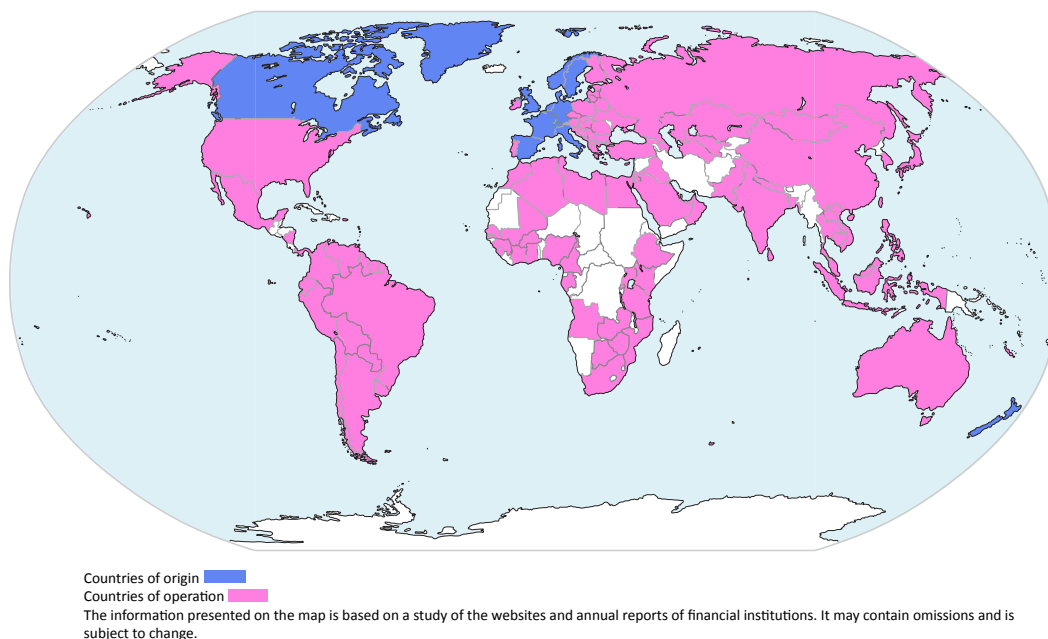 Countries of origin
Countries of operation
The information presented on the map is based on a study of the websites and annual reports of financial institutions. It may contain omissions and is
subject to change.